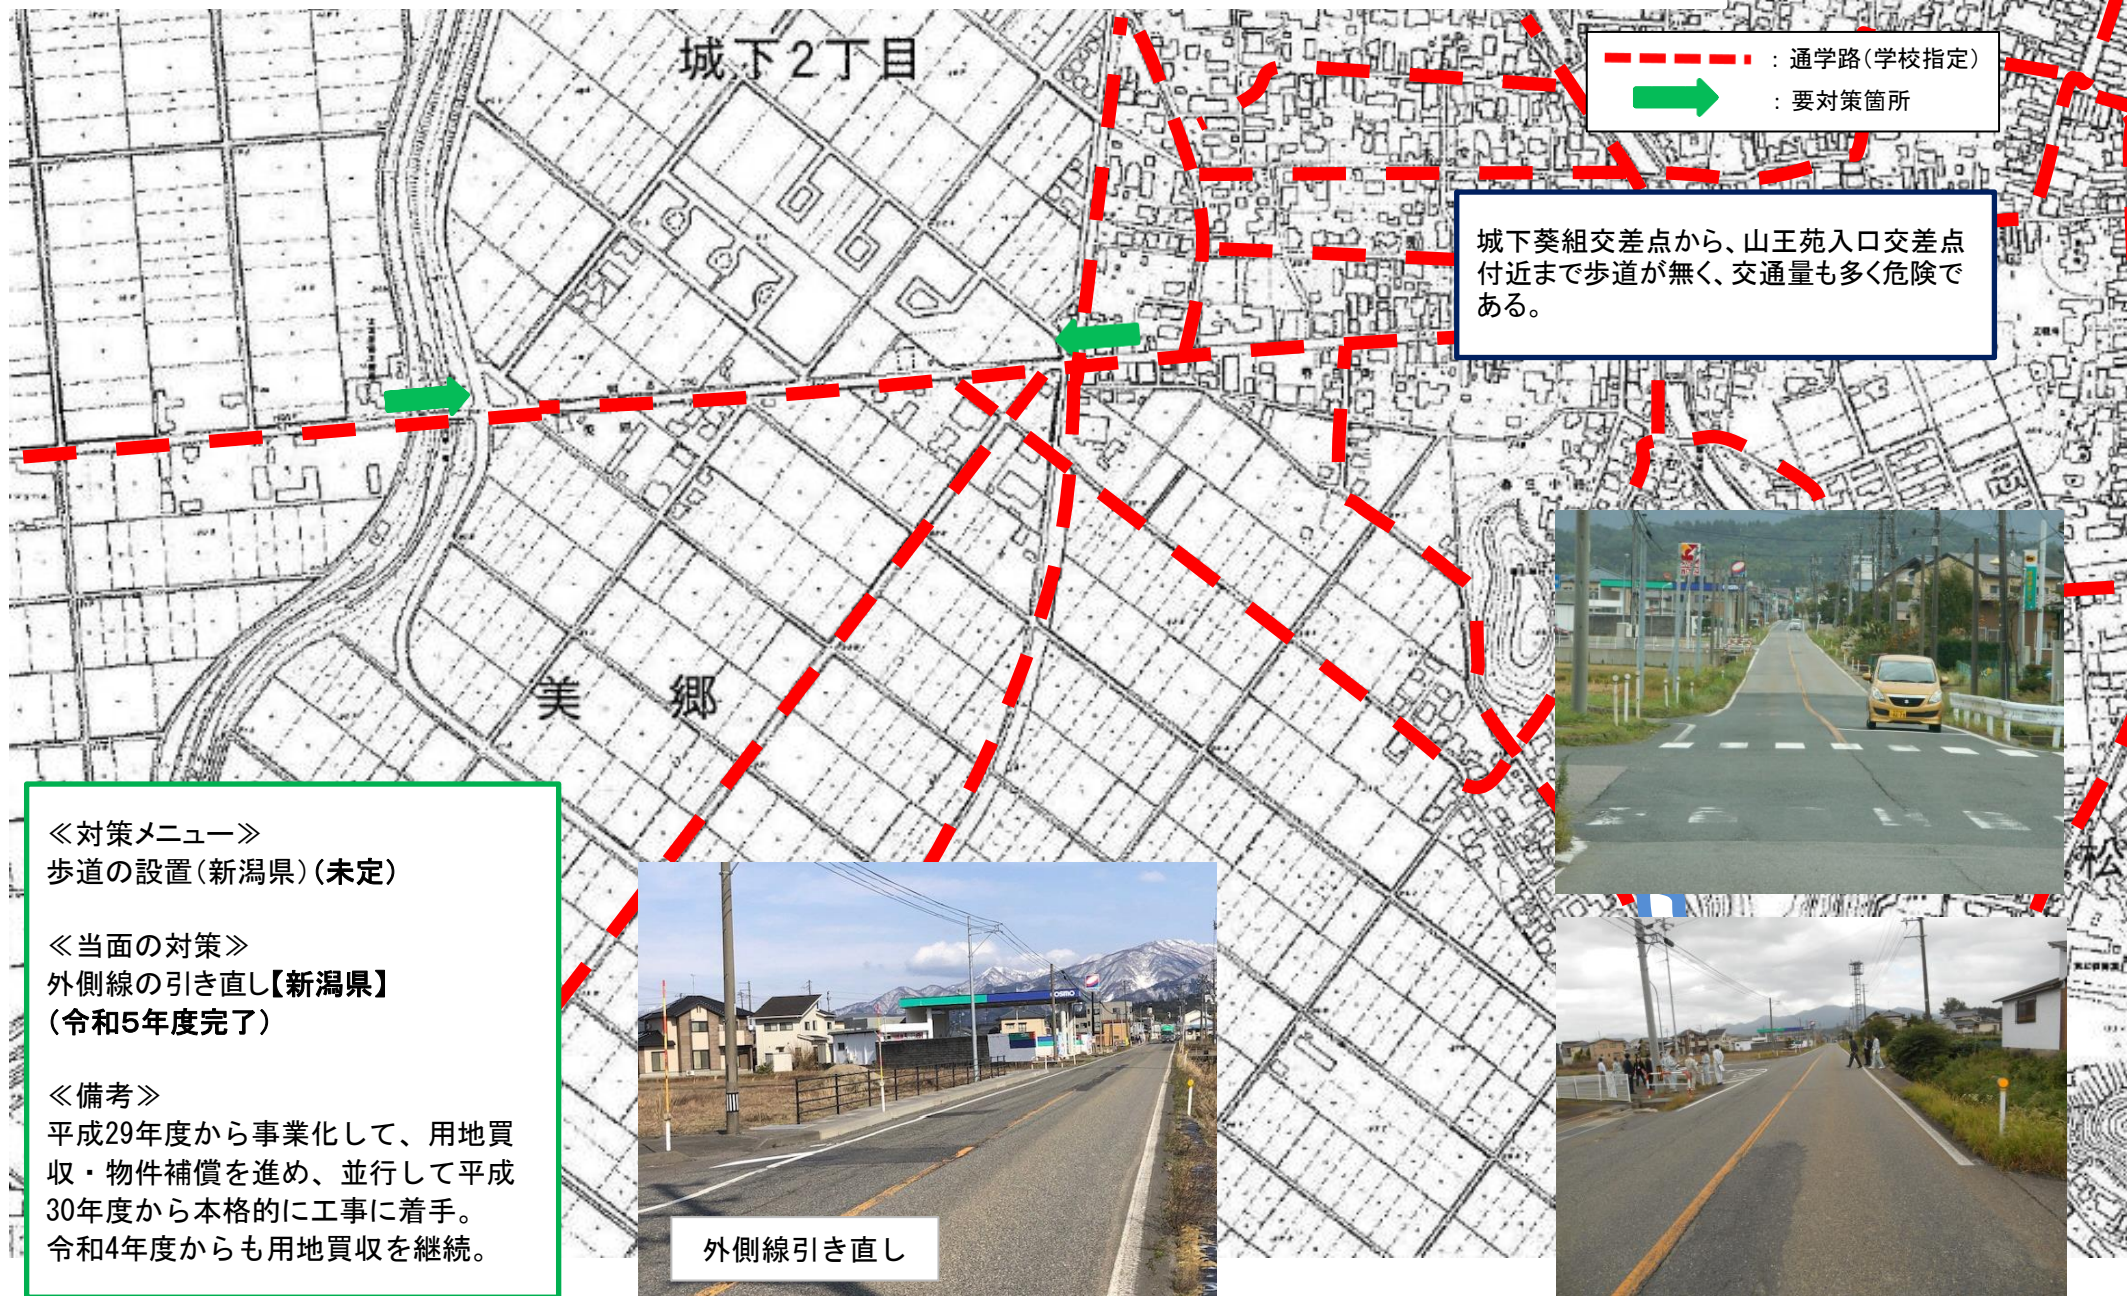 城下2丁目
：通学路(学校指定)
：要対策箇所
城下葵組交差点から、山王苑入口交差点
付近まで歩道が無く、交通量も多く危険で
ある。
美　郷
松
≪対策メニュー≫
歩道の設置(新潟県)(未定)
≪当面の対策≫
外側線の引き直し【新潟県】
(令和5年度完了)
≪備考≫
平成29年度から事業化して、用地買
収・物件補償を進め、並行して平成
30年度から本格的に工事に着手。
令和4年度からも用地買収を継続。
COSMO
外側線引き直し